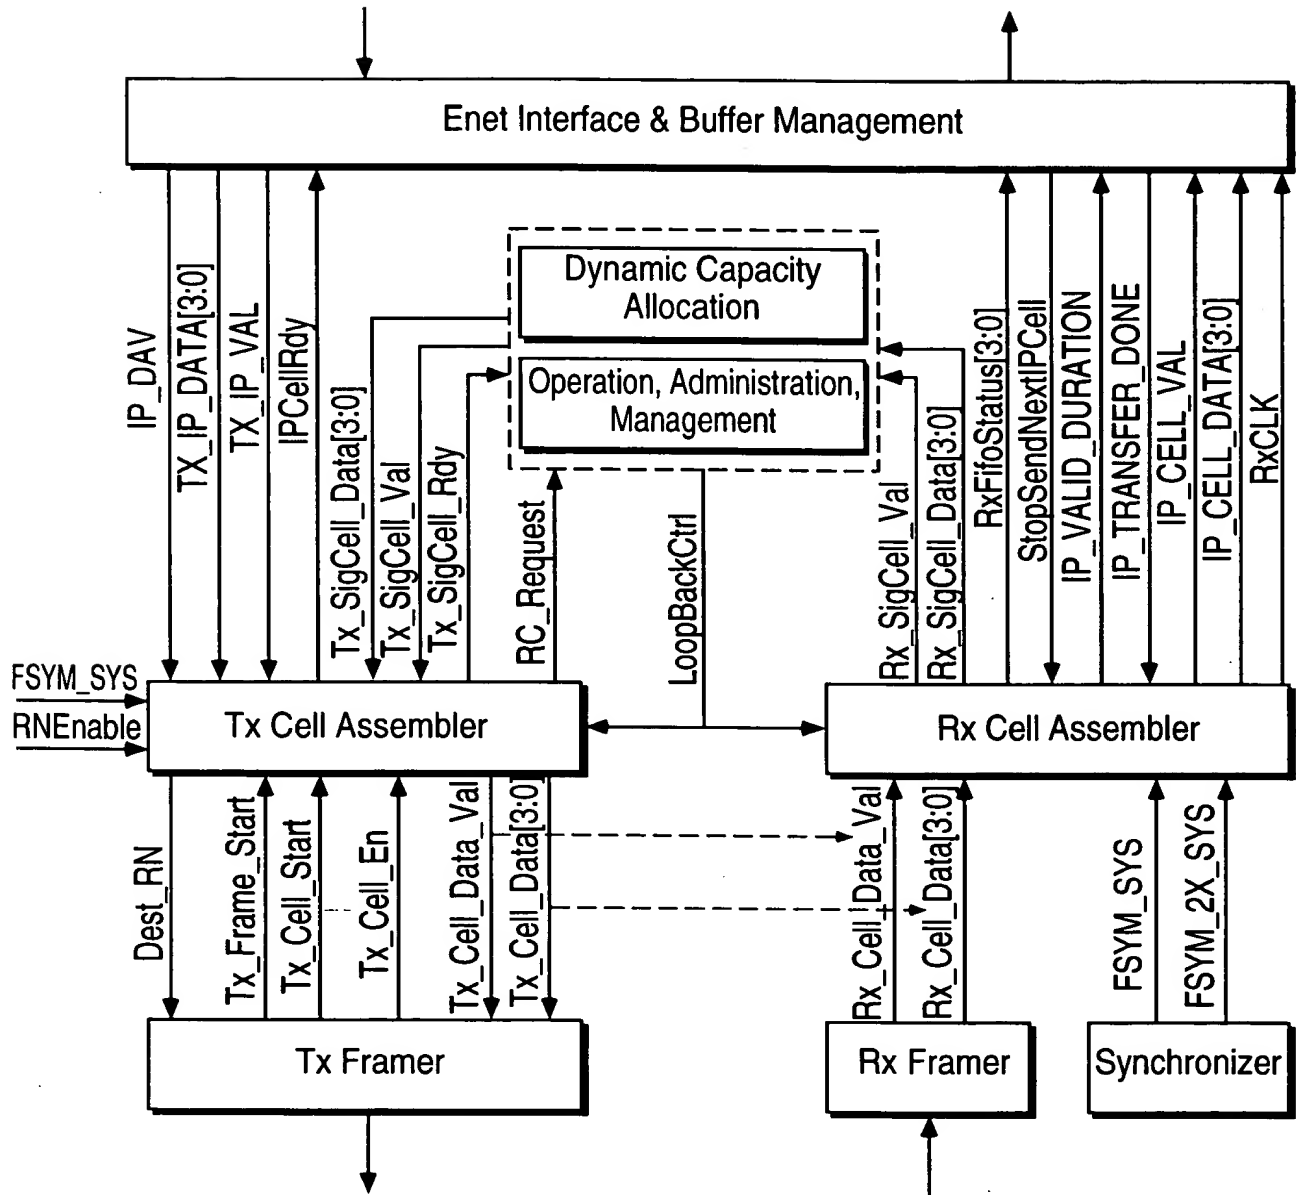 Enet Interface & Buffer Management
Dynamic Capacity
Allocation
Operation, Administration,
Management
IP_DAV
TX_IP_DATA[3:0]
TX_IP_VAL
IPCellRdy
Tx_SigCell_Data[3:0]
Tx_SigCell_Val
Tx_SigCell_Rdy
RC_Request
LoopBackCtrl
Rx_SigCell_Val
Rx_SigCell_Data[3:0]
RxFifoStatus[3:0]
StopSendNextIPCell
IP_VALID_DURATION
IP_TRANSFER_DONE
IP_CELL_VAL
IP_CELL_DATA[3:0]
RxCLK
FSYM_SYS
RNEnable
Tx Cell Assembler
Rx Cell Assembler
Dest_RN
Tx_Frame_Start
Tx_Cell_Start
Tx_Cell_En
Tx_Cell_Data_Val
Tx_Cell_Data[3:0]
Rx_Cell_Data_Val
Rx_Cell_Data[3:0]
FSYM_SYS
FSYM_2X_SYS
Tx Framer
Rx Framer
Synchronizer